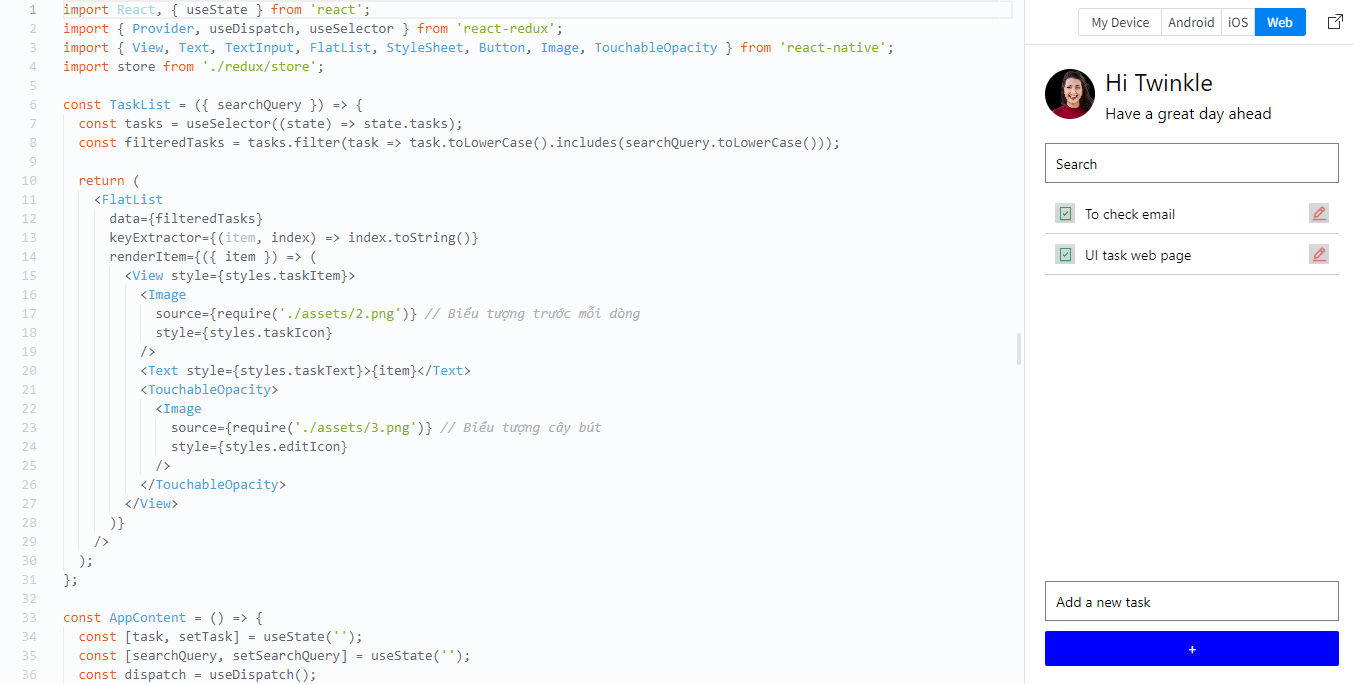 1 import React, { useState } from 'react';
2 import { Provider, useDispatch, useSelector } from 'react-redux';
3 import { View, Text, TextInput, FlatList, StyleSheet, Button, Image, TouchableOpacity } from 'react-native';
4 import store from './redux/store';
5
6 const TaskList = ({ searchQuery }) => {
7 const tasks = useSelector((state) => state.tasks);
8 const filteredTasks = tasks.filter(task => task.toLowerCase().includes(searchQuery.toLowerCase()));
9
10 return (
11 <FlatList
12 data={filteredTasks}
13 keyExtractor={(item, index) => index.toString()}
14 renderItem={({ item }) => (
15 <View style={styles.taskItem}>
16 <Image
17 source={require('./assets/2.png')} // Biểu tượng trước mỗi dòng
18 style={styles.taskIcon}
19 />
20 <Text style={styles.taskText}>{item}</Text>
21 <TouchableOpacity>
22 <Image
23 source={require('./assets/3.png')} // Biểu tượng cây bút
24 style={styles.editIcon}
25 />
26 </TouchableOpacity>
27 </View>
28 )}
29 />
30 );
31 };
32
33 const AppContent = () => {
34 const [task, setTask] = useState('');
35 const [searchQuery, setSearchQuery] = useState('');
36 const dispatch = useDispatch();
My Device Android iOS Web
Hi Twinkle
Have a great day ahead
Search
To check email
UI task web page
Add a new task
+